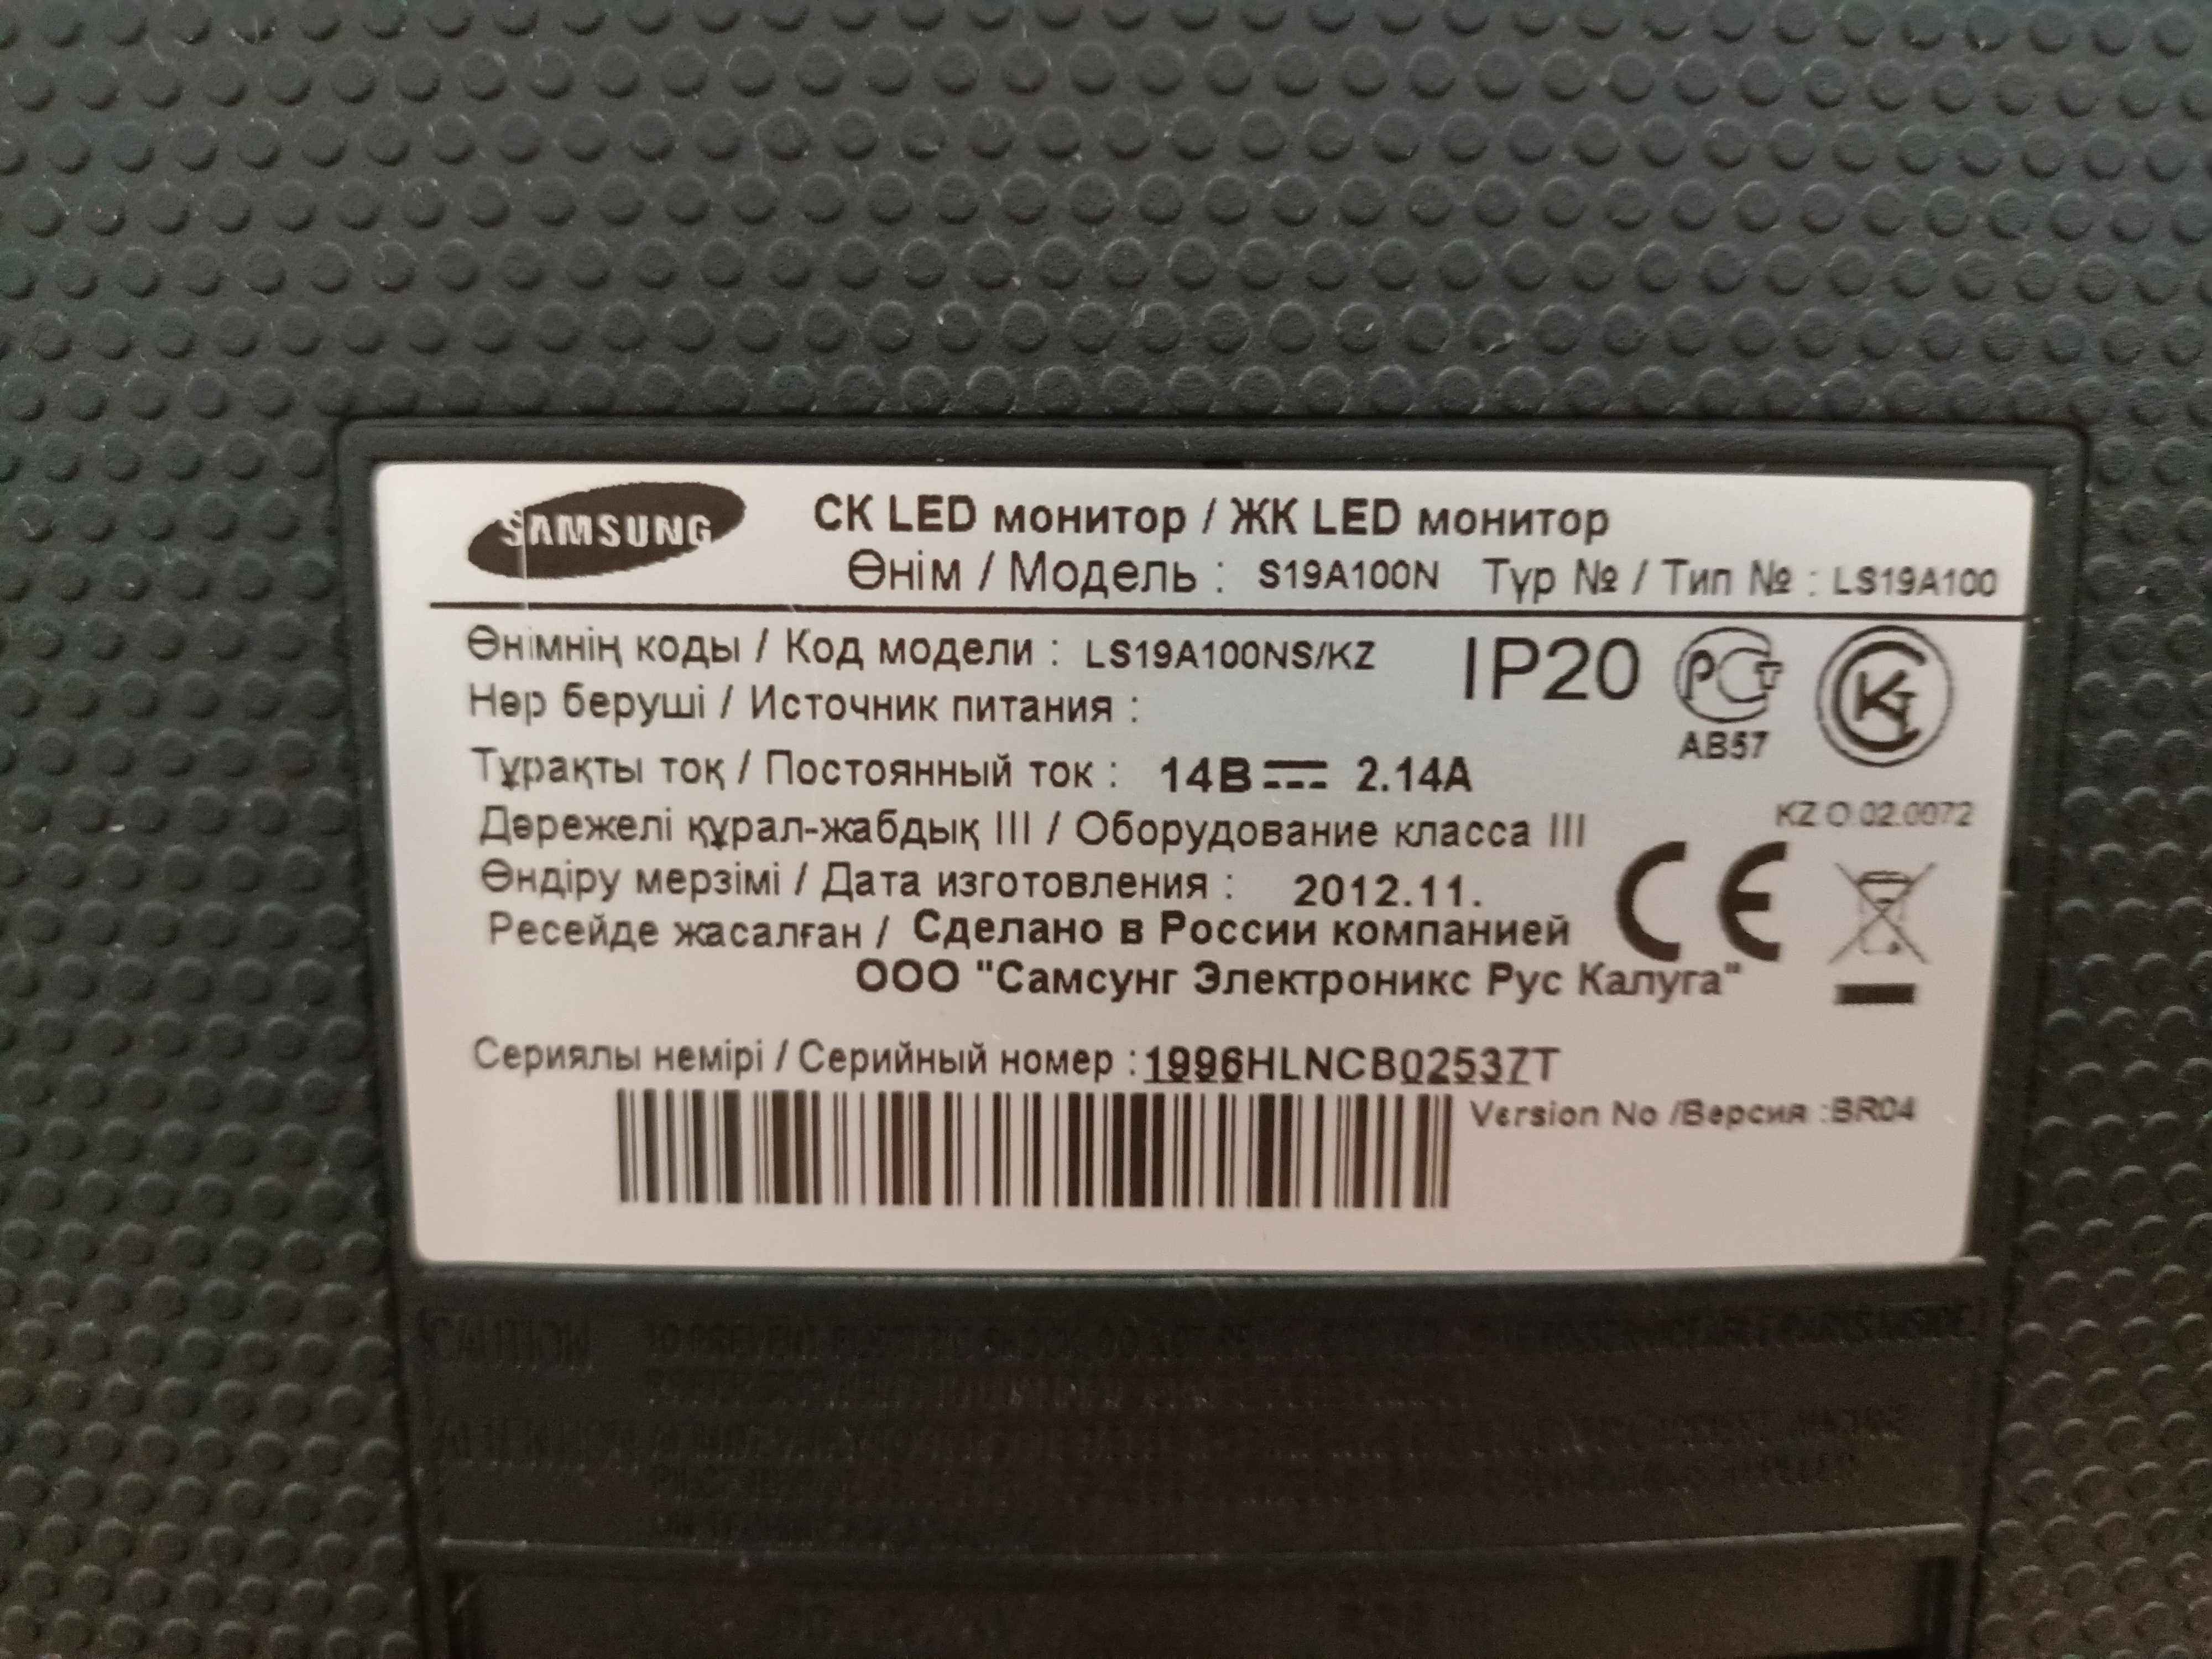 SAMSUNG
СК LED монитор / ЖК LED монитор
Өнім / Модель : S19A100N Түр № / Тип № : LS19A100
Өнімнің коды / Код модели : LS19A100NS/KZ
IP20
АВ57
Нәр беруші / Источник питания :
Тұрақты тоқ / Постоянный ток : 14В 2.14А
KZ O.02.0072
Дәрежелі құрал-жабдық III / Оборудование класса III
Өндіру мерзімі / Дата изготовления : 2012.11.
CE
Ресейде жасалған / Сделано в России компанией
ООО "Самсунг Электроникс Рус Калуга"
Сериялы немірі / Серийный номер :1996HLNCB02537T
Version No /Версия :BR04
CAUTION